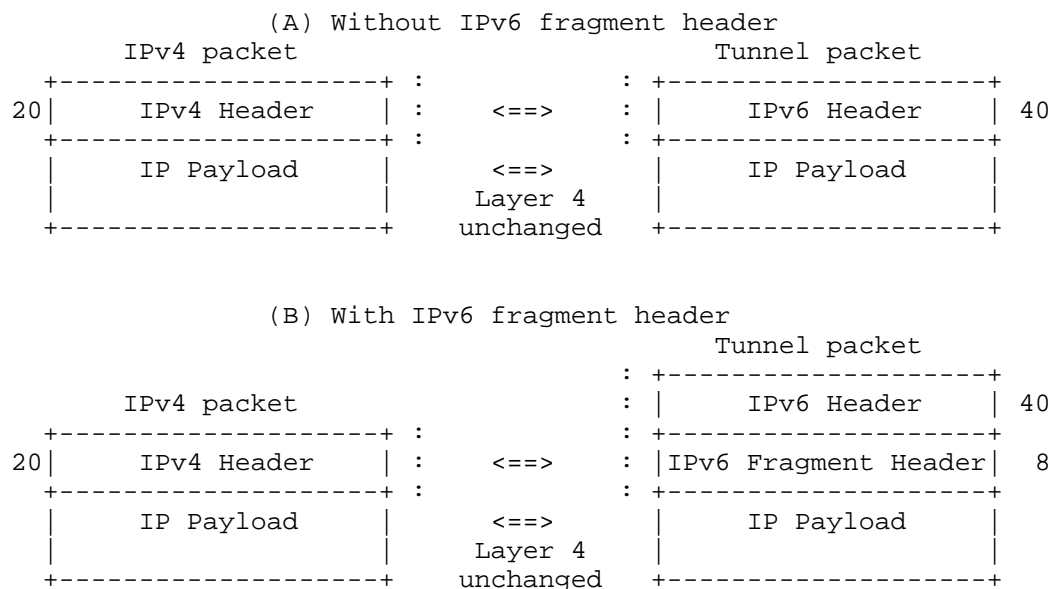 (A) Without IPv6 fragment header
IPv4 packet                                Tunnel packet
  +--------------------+ :            : +--------------------+
20|    IPv4 Header     | :    <==>    : |    IPv6 Header     | 40
  +--------------------+ :            : +--------------------+
  |    IP Payload      |      <==>      |    IP Payload      |
  |                    |    Layer 4     |                    |
  +--------------------+   unchanged    +--------------------+
(B) With IPv6 fragment header
                                           Tunnel packet
                                      : +--------------------+
      IPv4 packet                     : |    IPv6 Header     | 40
  +--------------------+ :            : +--------------------+
20|    IPv4 Header     | :    <==>    : |IPv6 Fragment Header|  8
  +--------------------+ :            : +--------------------+
  |    IP Payload      |      <==>      |    IP Payload      |
  |                    |    Layer 4     |                    |
  +--------------------+   unchanged    +--------------------+